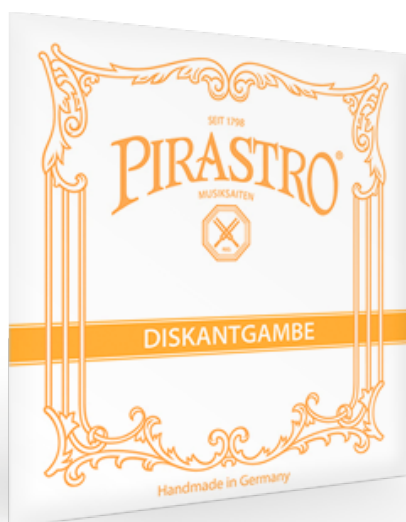 SEIT 1798
PIRASTRO®
MUSIKSAITEN
DISKANTGAMBE
Handmade in Germany